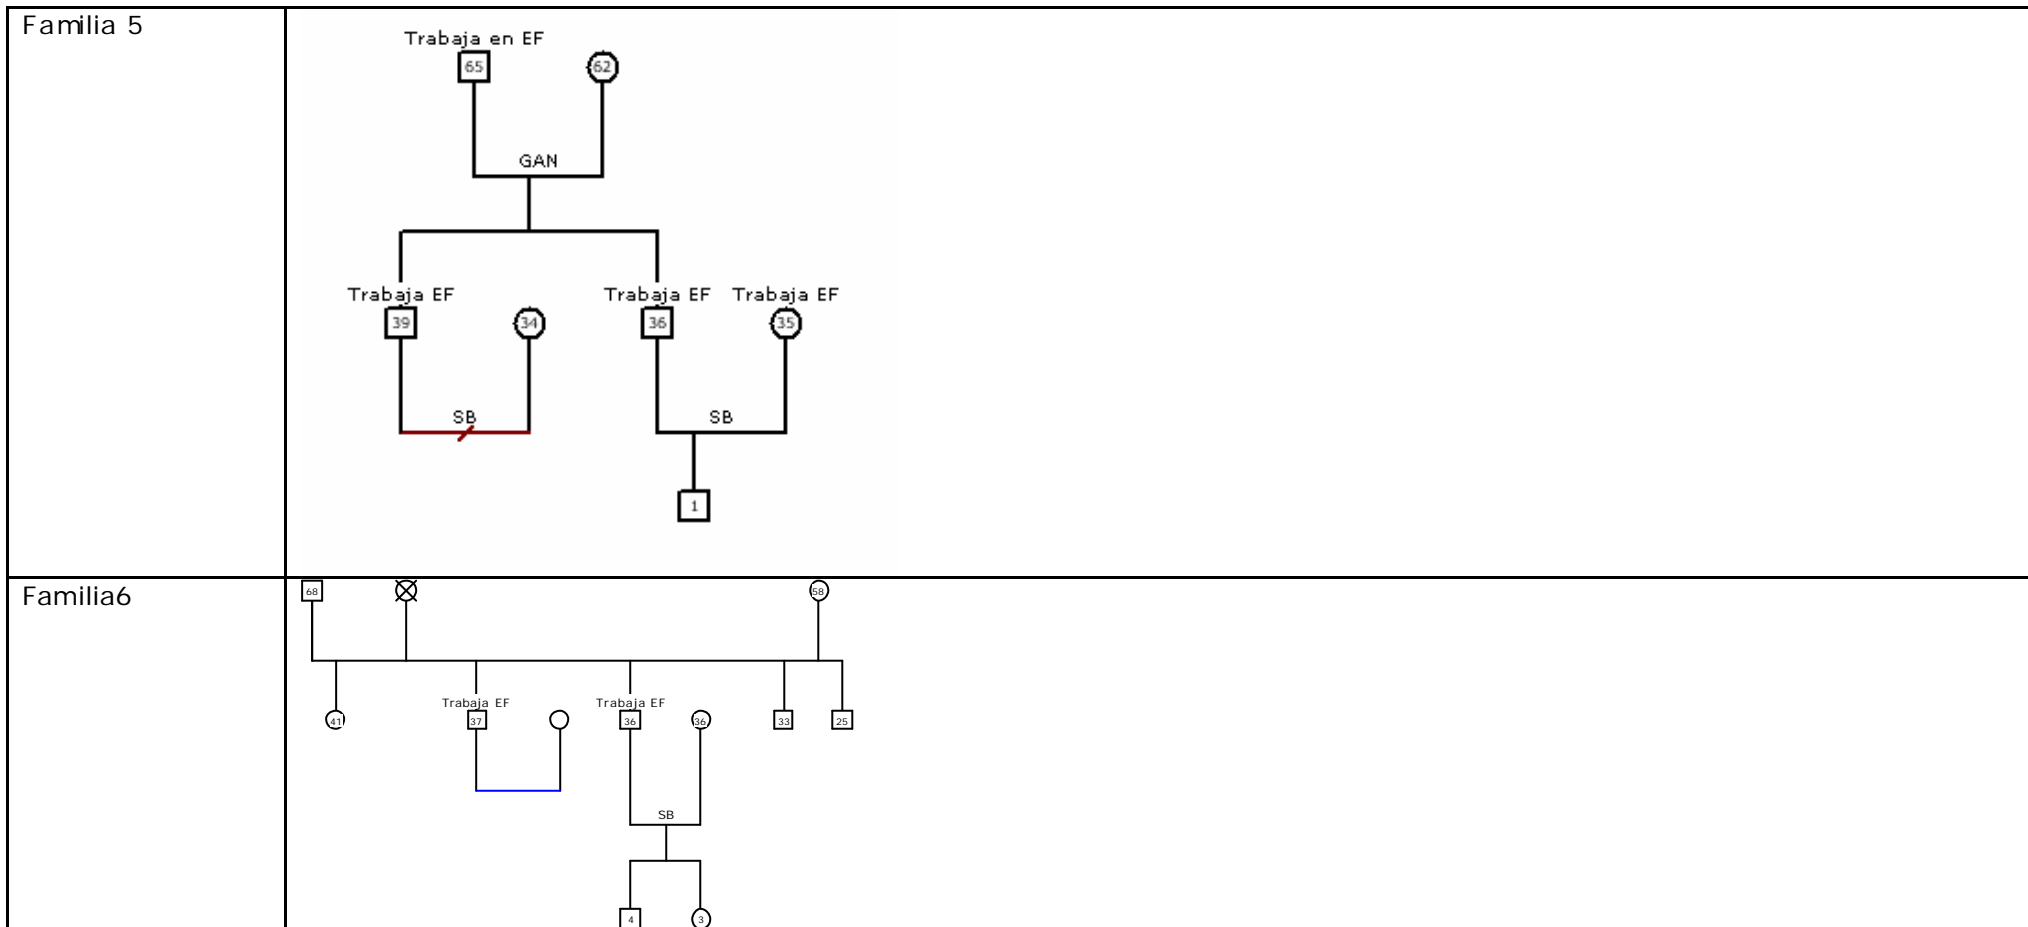 Familia 5
Trabaja en EF
65 62
GAN
Trabaja EF Trabaja EF Trabaja EF
39 34 36 35
SB SB
1
Familia6
68 58
Trabaja EF Trabaja EF
41 37 36 36 33 25
SB
4 3